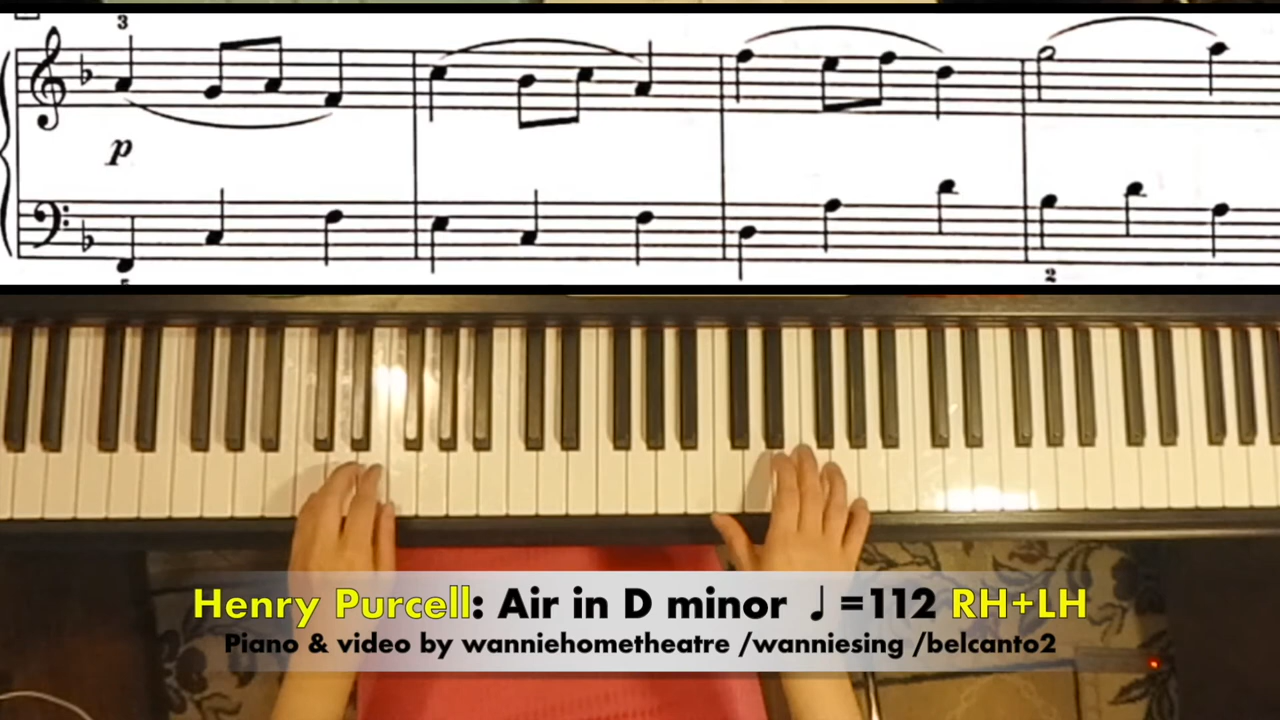 3
p
2
Henry Purcell: Air in D minor ♩=112 RH+LH
Piano & video by wanniehometheatre /wanniesing /belcanto2